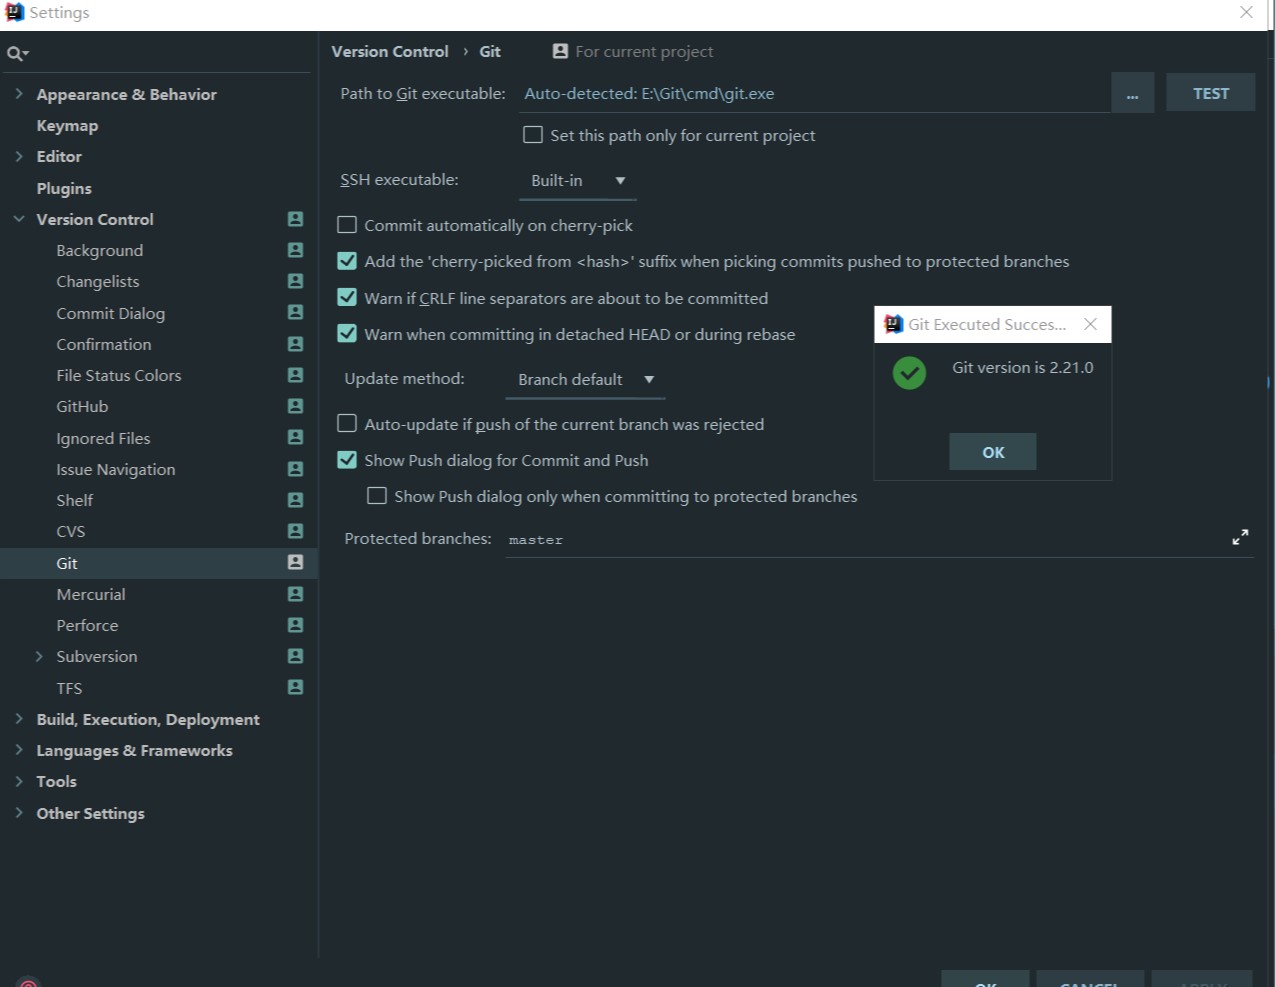 Settings
Version Control › Git For current project
Appearance & Behavior
Keymap
Editor
Plugins
Version Control
Background
Changelists
Commit Dialog
Confirmation
File Status Colors
GitHub
Ignored Files
Issue Navigation
Shelf
CVS
Git
Mercurial
Perforce
Subversion
TFS
Build, Execution, Deployment
Languages & Frameworks
Tools
Other Settings
Path to Git executable: Auto-detected: E:\Git\cmd\git.exe ... TEST
Set this path only for current project
SSH executable: Built-in
Commit automatically on cherry-pick
Add the 'cherry-picked from <hash>' suffix when picking commits pushed to protected branches
Warn if CRLF line separators are about to be committed
Warn when committing in detached HEAD or during rebase
Update method: Branch default
Auto-update if push of the current branch was rejected
Show Push dialog for Commit and Push
Show Push dialog only when committing to protected branches
Protected branches: master
Git Executed Succes...
Git version is 2.21.0
OK
OK CANCEL APPLY